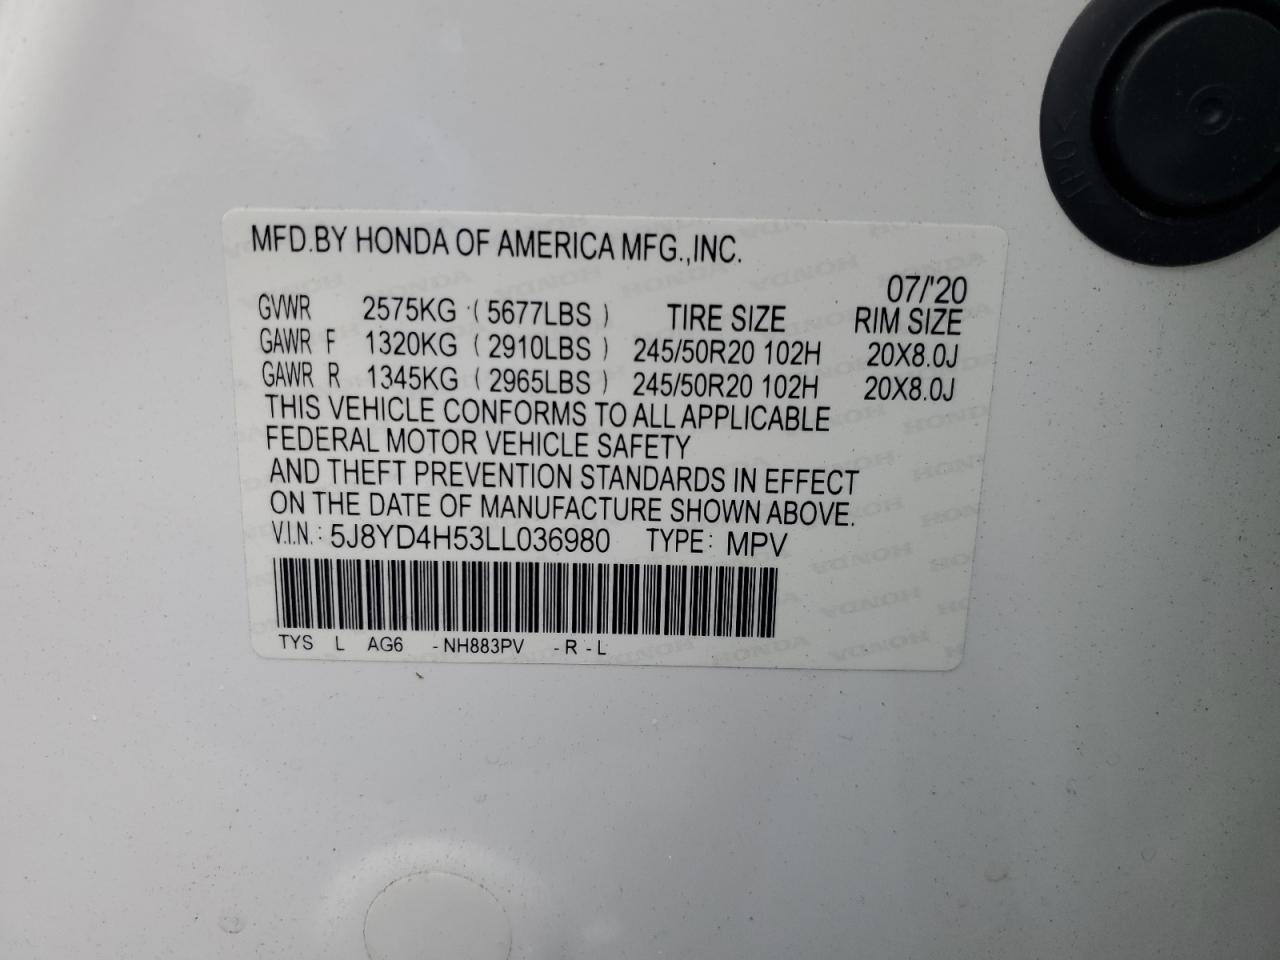 MFD.BY HONDA OF AMERICA MFG.,INC.
07/'20
GVWR 2575KG ( 5677LBS ) TIRE SIZE RIM SIZE
GAWR F 1320KG ( 2910LBS ) 245/50R20 102H 20X8.0J
GAWR R 1345KG ( 2965LBS ) 245/50R20 102H 20X8.0J
THIS VEHICLE CONFORMS TO ALL APPLICABLE
FEDERAL MOTOR VEHICLE SAFETY
AND THEFT PREVENTION STANDARDS IN EFFECT
ON THE DATE OF MANUFACTURE SHOWN ABOVE.
V.I.N.: 5J8YD4H53LL036980 TYPE: MPV
TYS L AG6 -NH883PV -R -L